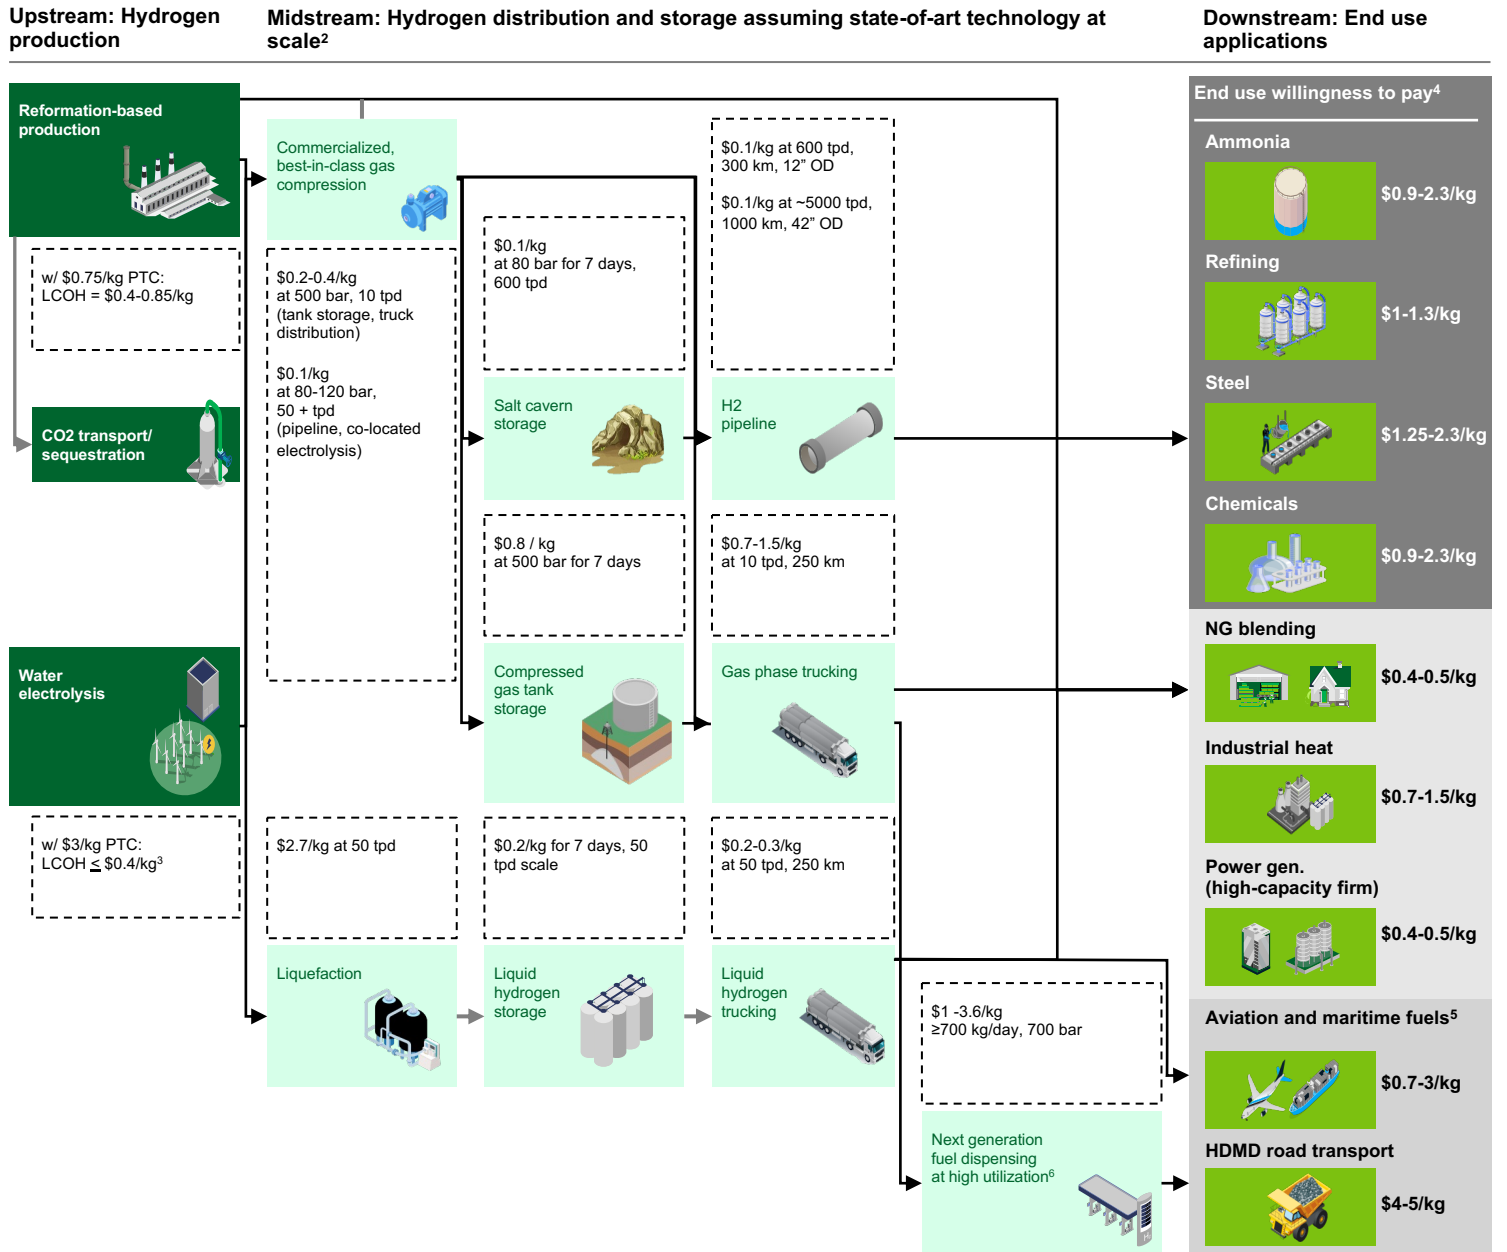 Upstream: Hydrogen
production
Midstream: Hydrogen distribution and storage assuming state-of-art technology at
scale²
Downstream: End use
applications
Reformation-based
production
w/ $0.75/kg PTC:
LCOH = $0.4-0.85/kg
CO2 transport/
sequestration
Water
electrolysis
w/ $3/kg PTC:
LCOH ≤ $0.4/kg³
Commercialized,
best-in-class gas
compression
$0.2-0.4/kg
at 500 bar, 10 tpd
(tank storage, truck
distribution)
$0.1/kg
at 80-120 bar,
50 + tpd
(pipeline, co-located
electrolysis)
$0.1/kg
at 80 bar for 7 days,
600 tpd
Salt cavern
storage
$0.1/kg at 600 tpd,
300 km, 12” OD
$0.1/kg at ~5000 tpd,
1000 km, 42” OD
H2
pipeline
$0.8 / kg
at 500 bar for 7 days
Compressed
gas tank
storage
$0.7-1.5/kg
at 10 tpd, 250 km
Gas phase trucking
$2.7/kg at 50 tpd
Liquefaction
$0.2/kg for 7 days, 50
tpd scale
Liquid
hydrogen
storage
$0.2-0.3/kg
at 50 tpd, 250 km
Liquid
hydrogen
trucking
$1 -3.6/kg
≥700 kg/day, 700 bar
Next generation
fuel dispensing
at high utilization⁶
H₂
End use willingness to pay⁴
Ammonia
$0.9-2.3/kg
Refining
$1-1.3/kg
Steel
$1.25-2.3/kg
Chemicals
$0.9-2.3/kg
NG blending
$0.4-0.5/kg
Industrial heat
$0.7-1.5/kg
Power gen.
(high-capacity firm)
$0.4-0.5/kg
Aviation and maritime fuels⁵
$0.7-3/kg
HDMD road transport
$4-5/kg